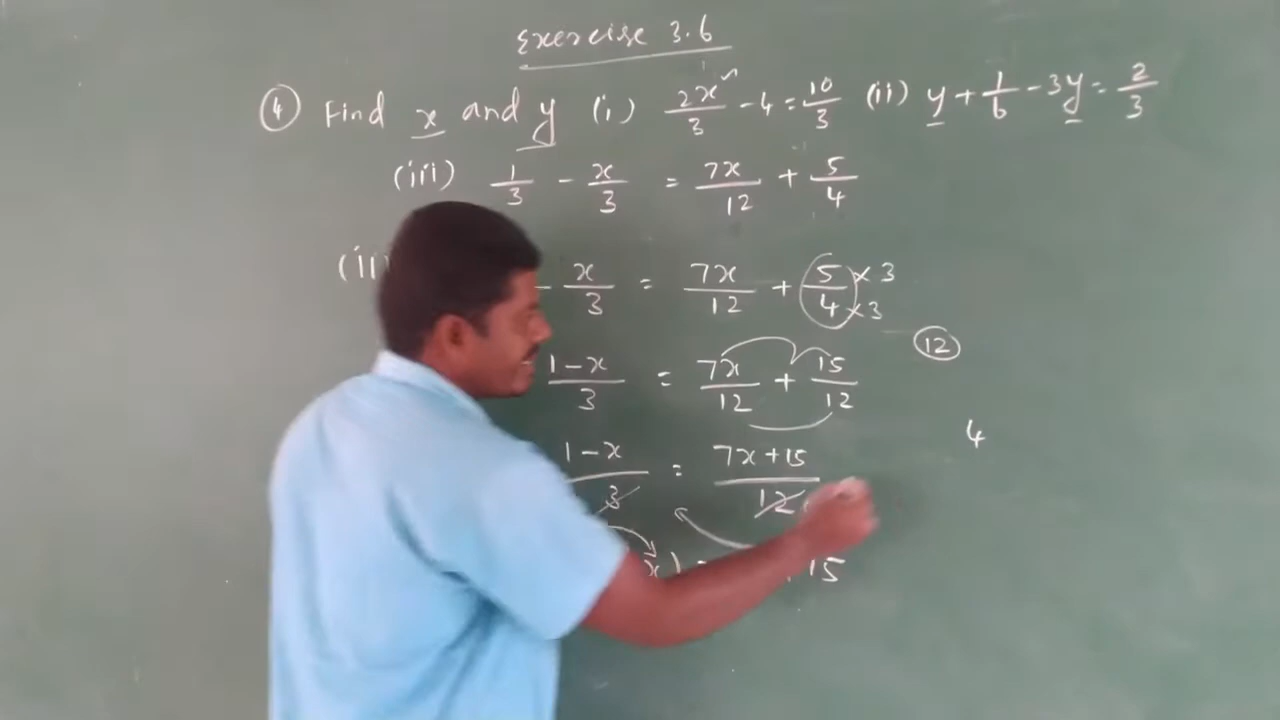 Exercise 3.6
④ Find x and y (i) 2x/3 - 4 = 10/3 (ii) y + 1/6 - 3y = 2/3
(iii) 1/3 - x/3 = 7x/12 + 5/4
(iii) - x/3 = 7x/12 + 5/4 × 3 × 3
1-x/3 = 7x/12 + 15/12 ⑫
4
1-x/3 = 7x+15/12
x) = 15